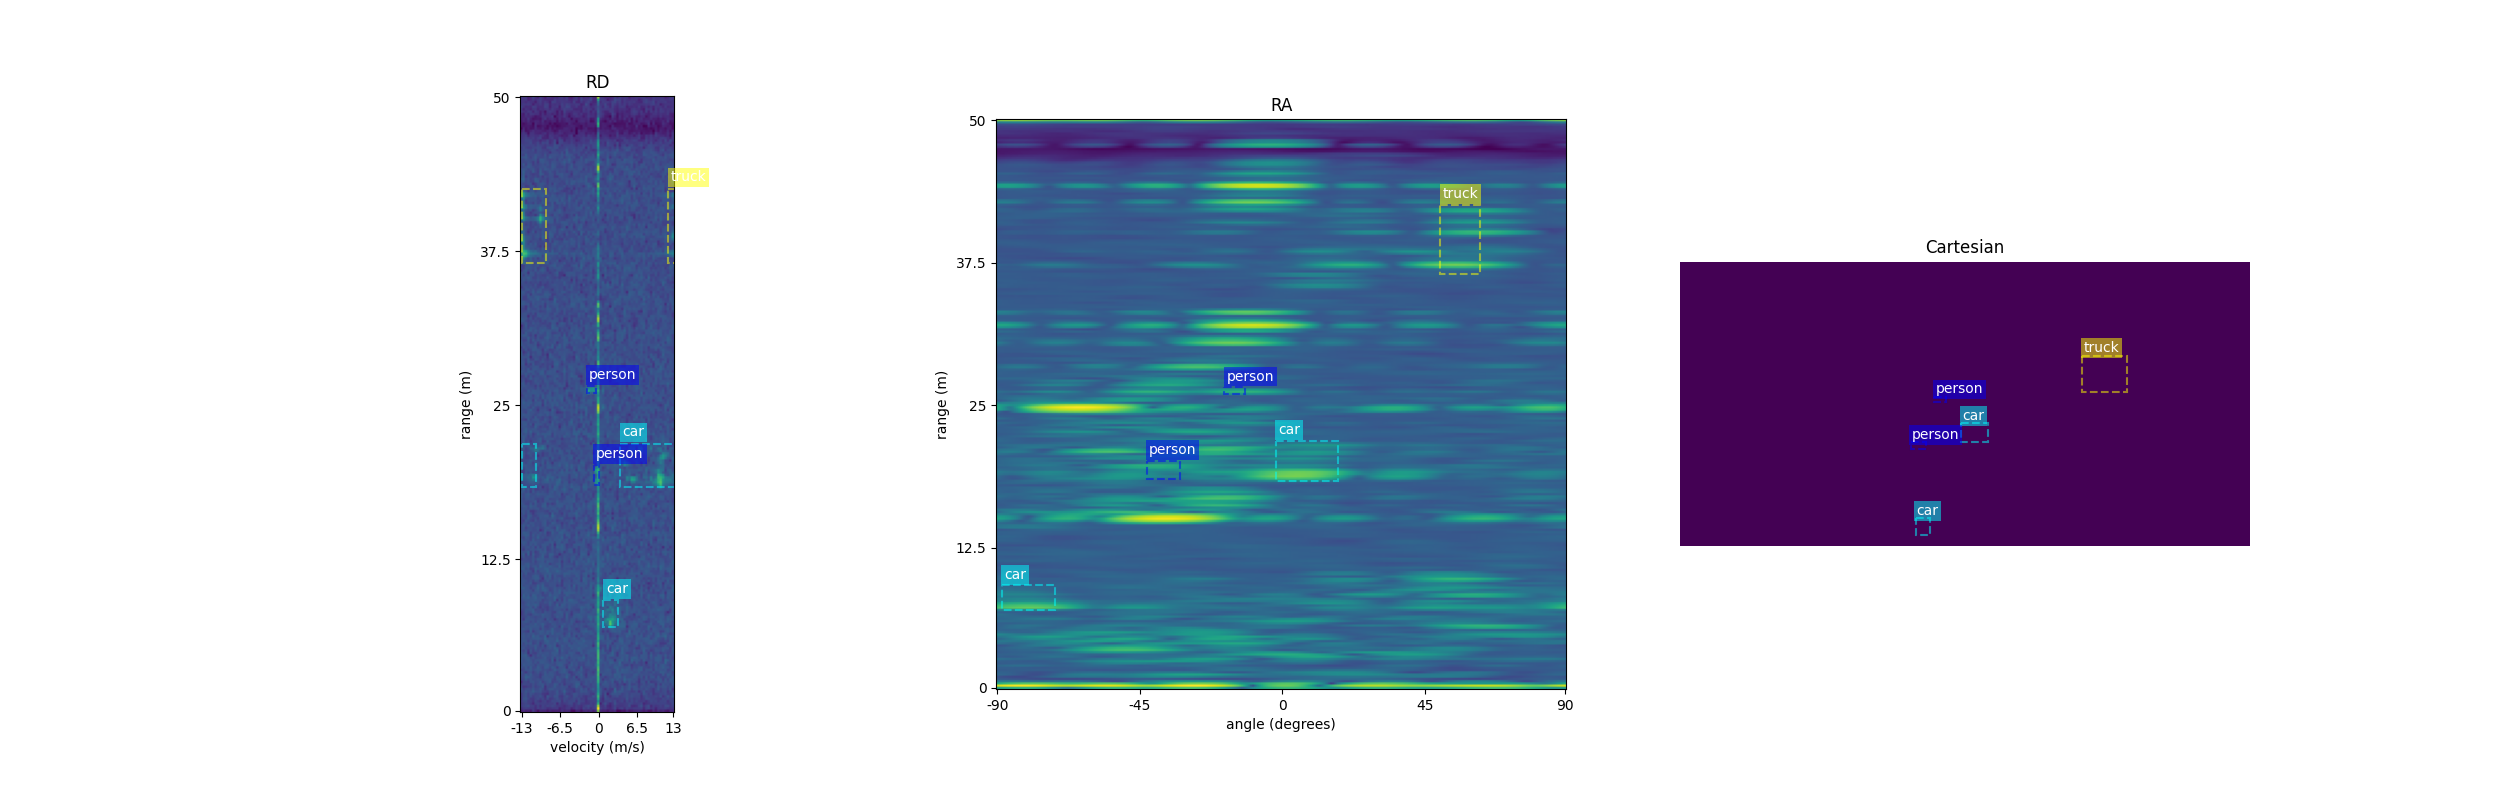 RD
50
37.5
25
12.5
0
range (m)
-13 -6.5 0 6.5 13
velocity (m/s)
truck
person
car
person
car
RA
50
37.5
25
12.5
0
range (m)
-90 -45 0 45 90
angle (degrees)
truck
person
car
person
car
Cartesian
truck
person
car
person
car